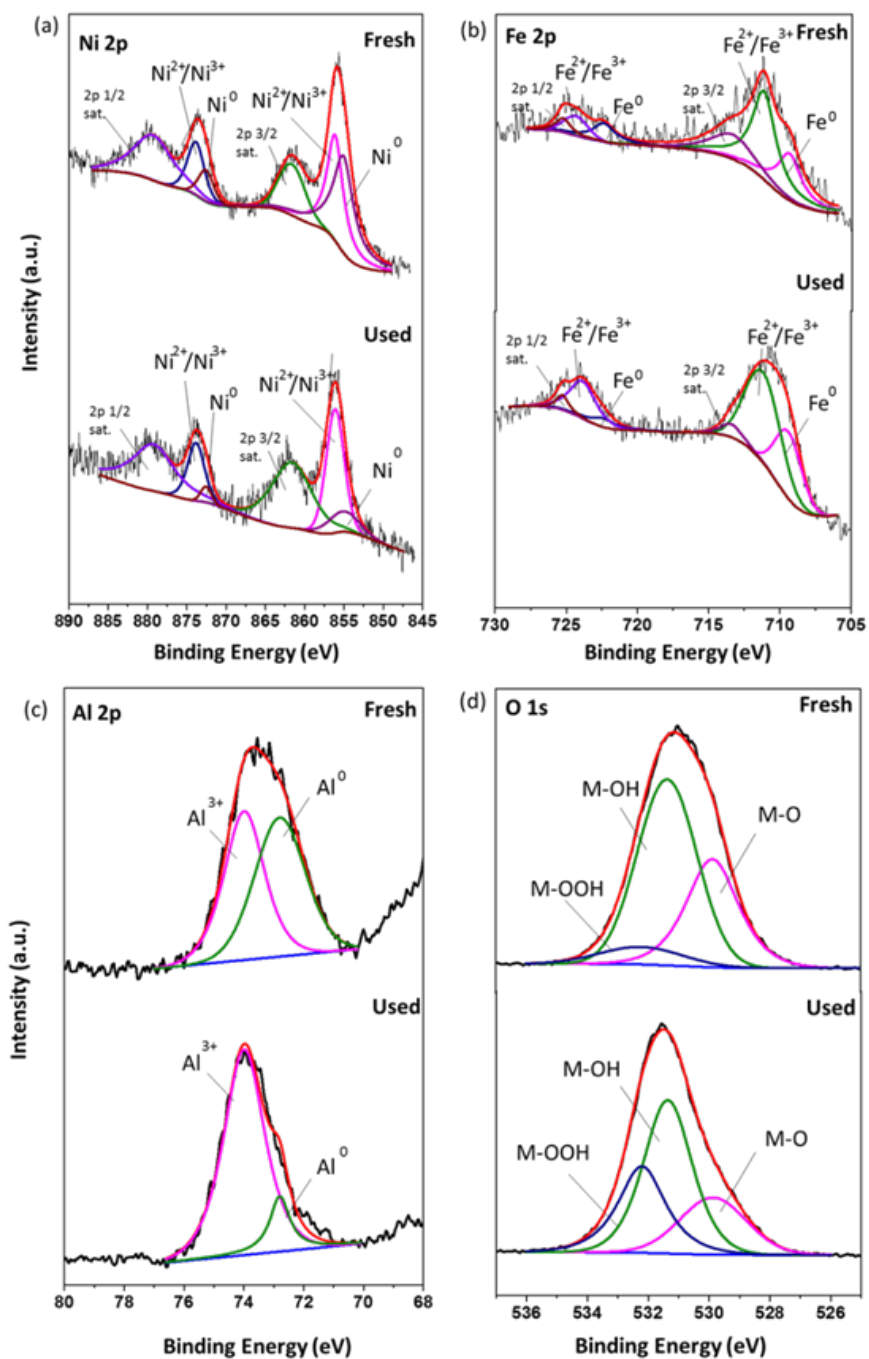 (a)
Ni 2p
Fresh
Ni2+/Ni3+
Ni0
2p 1/2
sat.
Ni2+/Ni3+
2p 3/2
sat.
Ni0
Used
Ni2+/Ni3+
Ni0
2p 1/2
sat.
Ni2+/Ni3+
2p 3/2
sat.
Ni0
890 885 880 875 870 865 860 855 850 845
Binding Energy (eV)
Intensity (a.u.)
(b)
Fe 2p
Fresh
Fe2+/Fe3+
Fe2+/Fe3+
2p 1/2
sat.
Fe0
2p 3/2
sat.
Fe0
Used
2p 1/2
sat.
Fe2+/Fe3+
Fe0
Fe2+/Fe3+
2p 3/2
sat.
Fe0
730 725 720 715 710 705
Binding Energy (eV)
(c)
Al 2p
Fresh
Al3+
Al0
Used
Al3+
Al0
80 78 76 74 72 70 68
Binding Energy (eV)
Intensity (a.u.)
(d)
O 1s
Fresh
M-OH
M-O
M-OOH
Used
M-OH
M-O
M-OOH
536 534 532 530 528 526
Binding Energy (eV)